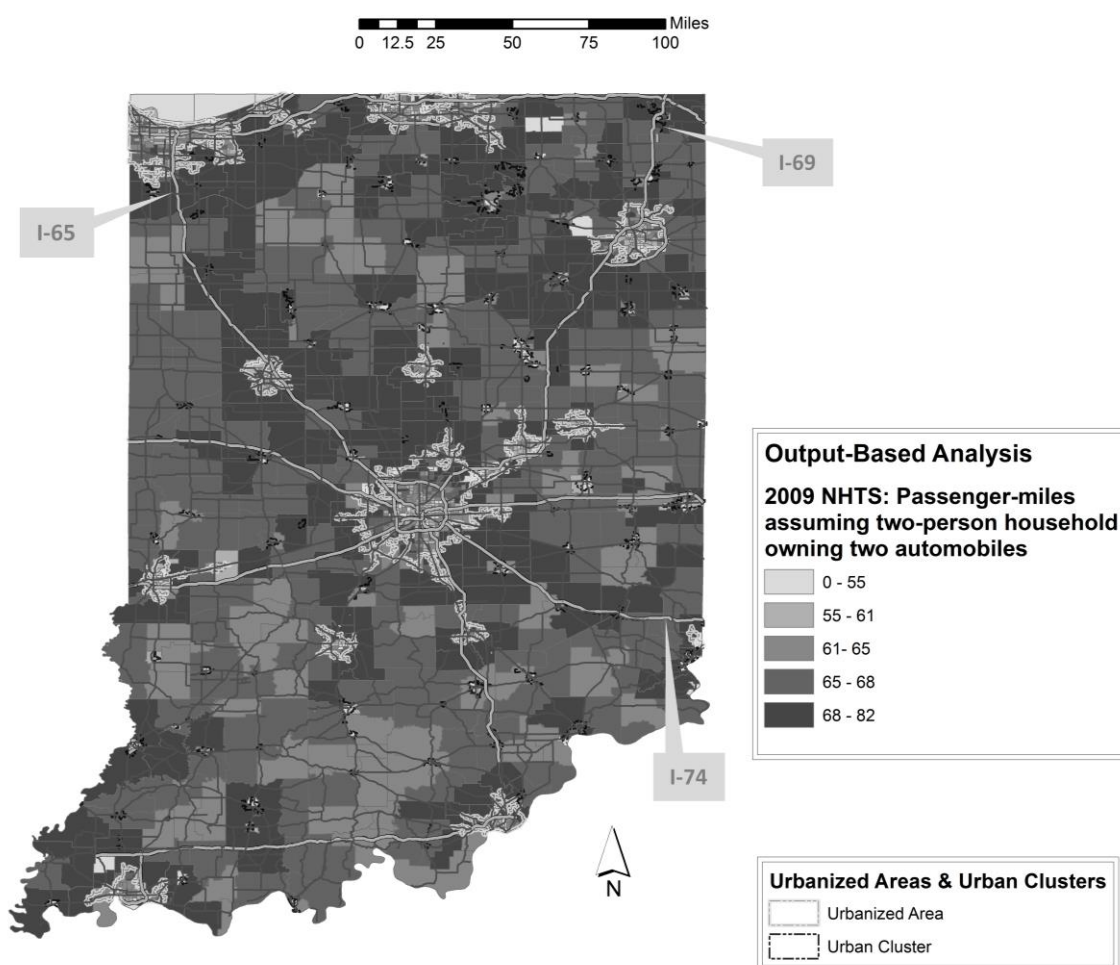 Miles
0 12.5 25 50 75 100
I-69
I-65
Output-Based Analysis
2009 NHTS: Passenger-miles
assuming two-person household
owning two automobiles
0 - 55
55 - 61
61- 65
65 - 68
68 - 82
I-74
N
Urbanized Areas & Urban Clusters
Urbanized Area
Urban Cluster